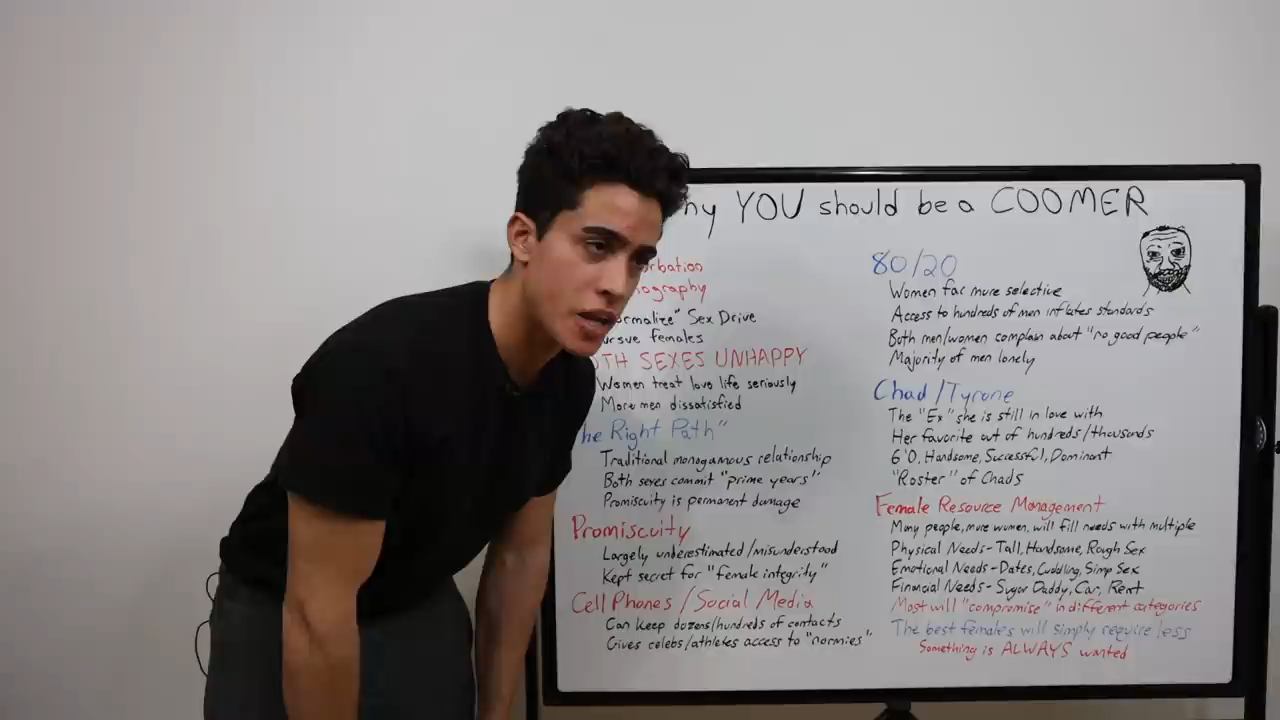 hy YOU should be a COOMER
rbation
ography
ormalize" Sex Drive
ursue females
OTH SEXES UNHAPPY
Women treat love life seriously
More men dissatisfied
he Right Path"
Traditional monogamous relationship
Both sexes commit "prime years"
Promiscuity is permanent damage
Promiscuity
Largely underestimated/misunderstood
Kept secret for "female integrity"
Cell Phones / Social Media
Can keep dozens/hundreds of contacts
Gives celebs/athletes access to "normies"
80/20
Women far more selective
Access to hundreds of men inflates standards
Both men/women complain about "no good people"
Majority of men lonely
Chad/Tyrone
The "Ex" she is still in love with
Her favorite out of hundreds/thousands
6'0, Handsome, Successful, Dominant
"Roster" of Chads
Female Resource Management
Many people, more women, will fill needs with multiple
Physical Needs- Tall, Handsome, Rough Sex
Emotional Needs- Dates, Cuddling, Simp Sex
Financial Needs- Sugar Daddy, Car, Rent
Most will "compromise" in different categories
The best females will simply require less
Something is ALWAYS wanted